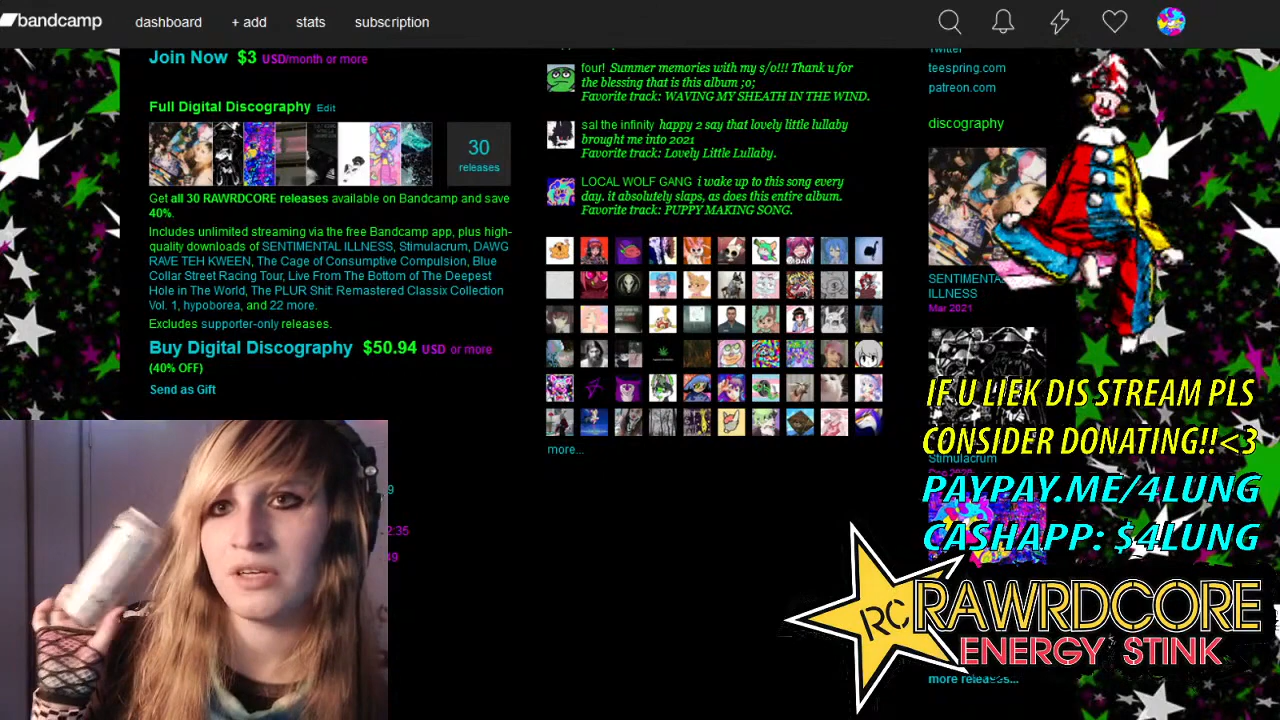 bandcamp dashboard + add stats subscription
Join Now $3 USD/month or more
Full Digital Discography Edit
30
releases
Get all 30 RAWRDCORE releases available on Bandcamp and save
40%.
Includes unlimited streaming via the free Bandcamp app, plus high-
quality downloads of SENTIMENTAL ILLNESS, Stimulacrum, DAWG
RAVE TEH KWEEN, The Cage of Consumptive Compulsion, Blue
Collar Street Racing Tour, Live From The Bottom of The Deepest
Hole in The World, The PLUR Shit: Remastered Classix Collection
Vol. 1, hypoborea, and 22 more.
Excludes supporter-only releases.
Buy Digital Discography $50.94 USD or more
(40% OFF)
Send as Gift
9
2:35
49
four! Summer memories with my s/o!!! Thank u for
the blessing that is this album ;o;
Favorite track: WAVING MY SHEATH IN THE WIND.
sal the infinity happy 2 say that lovely little lullaby
brought me into 2021
Favorite track: Lovely Little Lullaby.
LOCAL WOLF GANG i wake up to this song every
day. it absolutely slaps, as does this entire album.
Favorite track: PUPPY MAKING SONG.
more...
Twitter
teespring.com
patreon.com
discography
SENTIMENTAL
ILLNESS
Mar 2021
IF U LIEK DIS STREAM PLS
CONSIDER DONATING!!<3
Stimulacrum
Dec 2020
PAYPAY.ME/4LUNG
CASHAPP: $4LUNG
RC RAWRDCORE
ENERGY STINK
more releases...